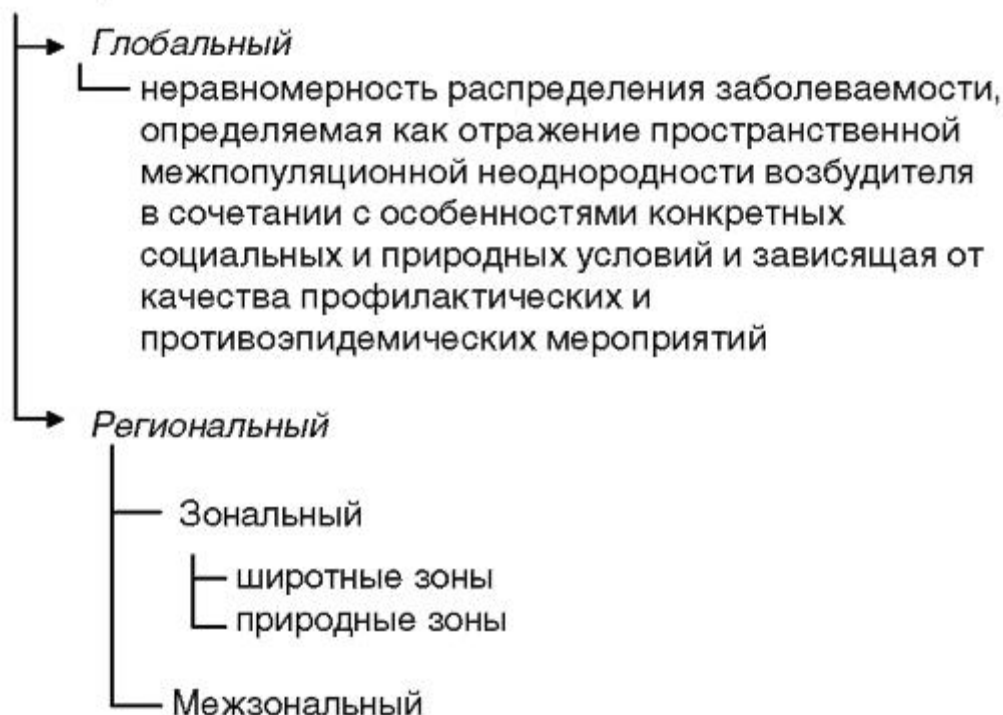 Глобальный
неравномерность распределения заболеваемости,
определяемая как отражение пространственной
межпопуляционной неоднородности возбудителя
в сочетании с особенностями конкретных
социальных и природных условий и зависящая от
качества профилактических и
противоэпидемических мероприятий
Региональный
Зональный
широтные зоны
природные зоны
Межзональный